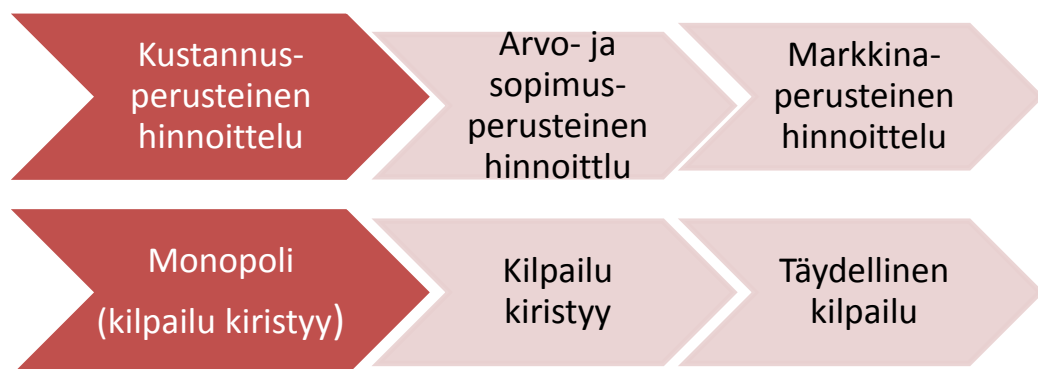 Kustannus-
perusteinen
hinnoittelu
Arvo- ja
sopimus-
perusteinen
hinnoittlu
Markkina-
perusteinen
hinnoittelu
Monopoli
(kilpailu kiristyy)
Kilpailu
kiristyy
Täydellinen
kilpailu